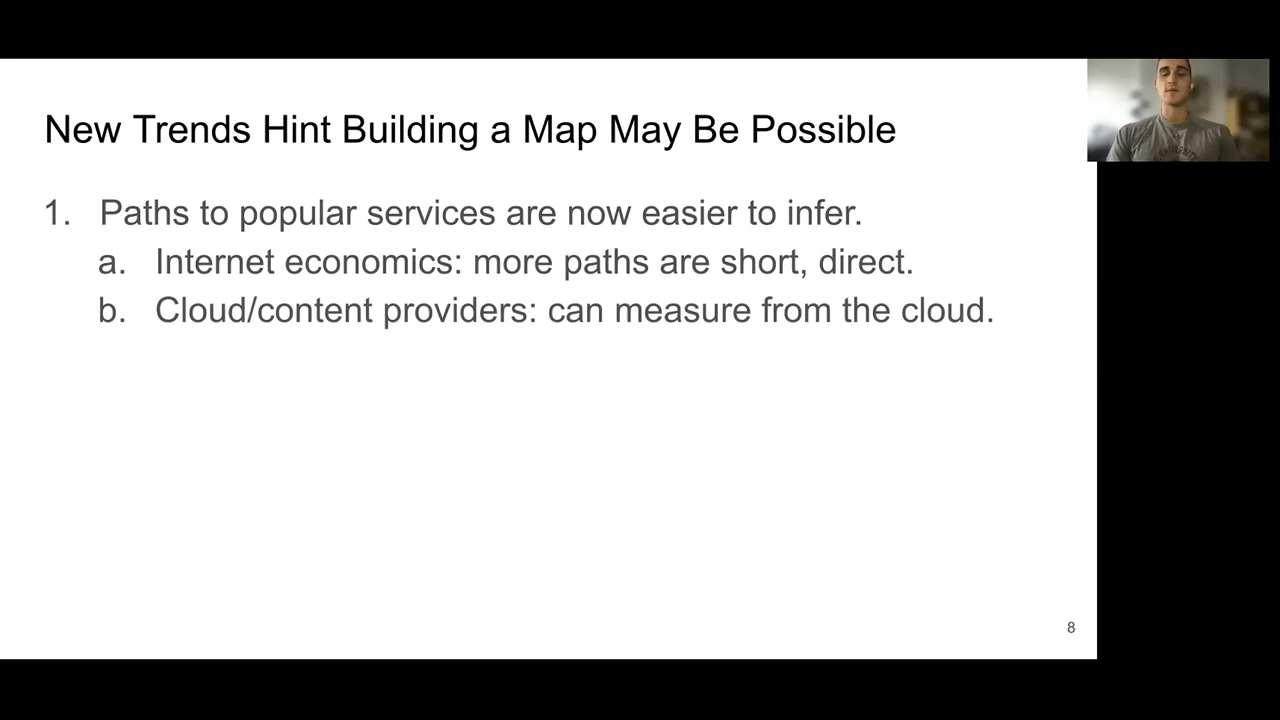 New Trends Hint Building a Map May Be Possible
1. Paths to popular services are now easier to infer.
a. Internet economics: more paths are short, direct.
b. Cloud/content providers: can measure from the cloud.
8